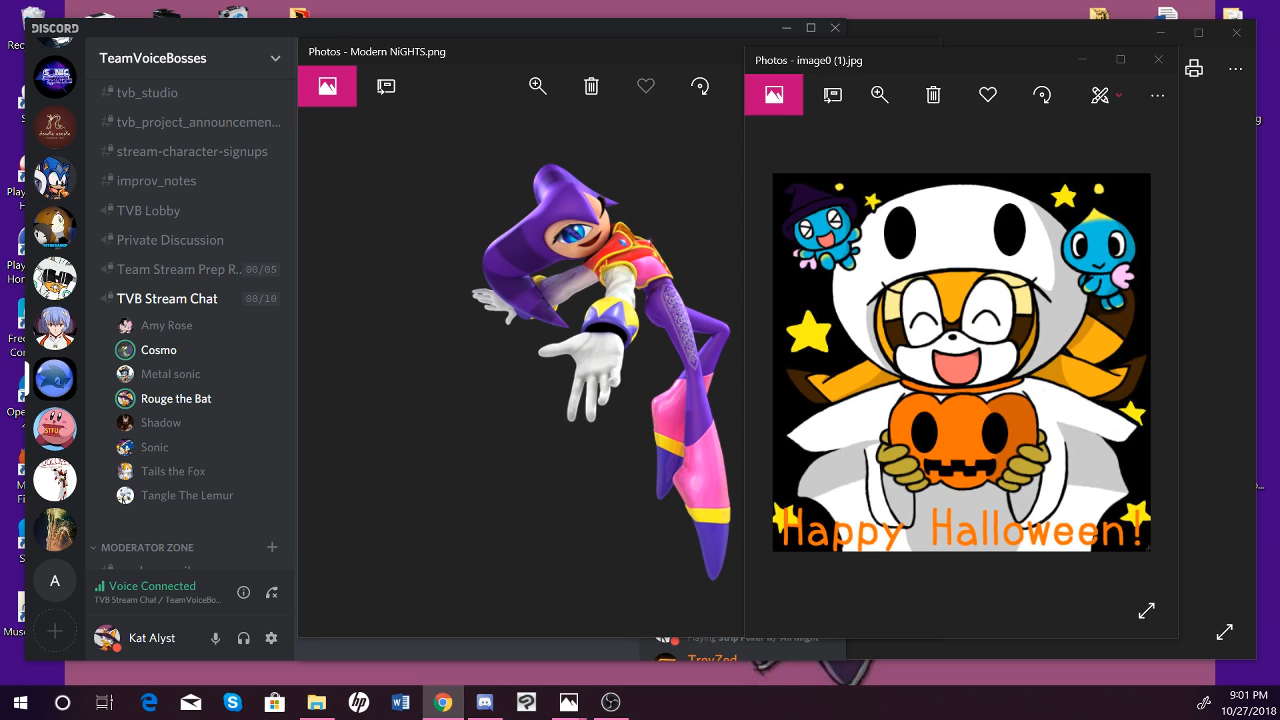 DISCORD
TeamVoiceBosses
tvb_studio
tvb_project_announcemen...
stream-character-signups
improv_notes
TVB Lobby
Private Discussion
Team Stream Prep R.. 00/05
TVB Stream Chat 08/10
Amy Rose
Cosmo
Metal sonic
Rouge the Bat
Shadow
Sonic
Tails the Fox
Tangle The Lemur
MODERATOR ZONE
A
Voice Connected
TVB Stream Chat / TeamVoiceBo...
Kat Alyst
Photos - Modern NiGHTS.png
Photos - image0 (1).jpg
Happy Halloween!
TroyZed
9:01 PM
10/27/2018